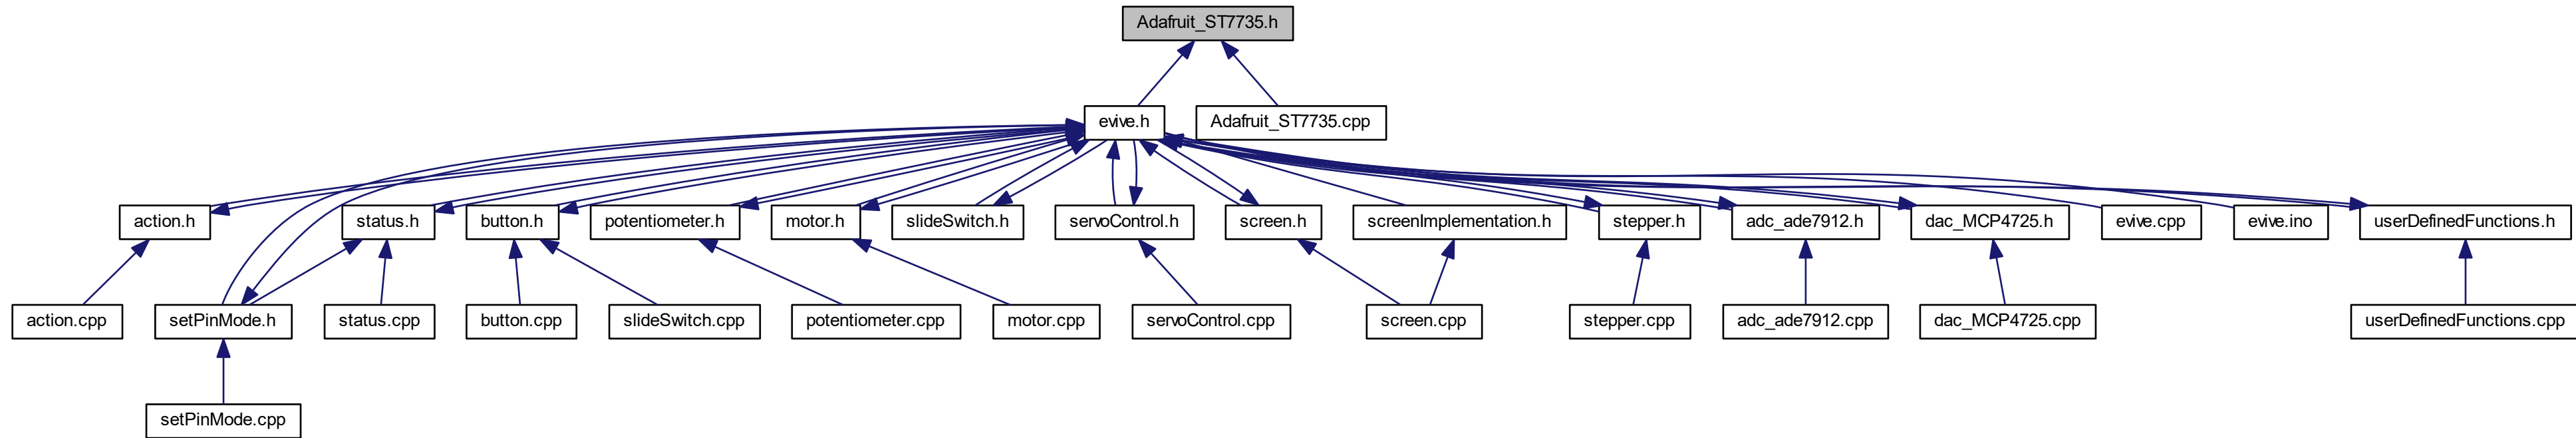 Adafruit_ST7735.h
evive.h
Adafruit_ST7735.cpp
action.h
status.h
button.h
potentiometer.h
motor.h
slideSwitch.h
servoControl.h
screen.h
screenImplementation.h
stepper.h
adc_ade7912.h
dac_MCP4725.h
evive.cpp
evive.ino
userDefinedFunctions.h
action.cpp
setPinMode.h
status.cpp
button.cpp
slideSwitch.cpp
potentiometer.cpp
motor.cpp
servoControl.cpp
screen.cpp
stepper.cpp
adc_ade7912.cpp
dac_MCP4725.cpp
userDefinedFunctions.cpp
setPinMode.cpp